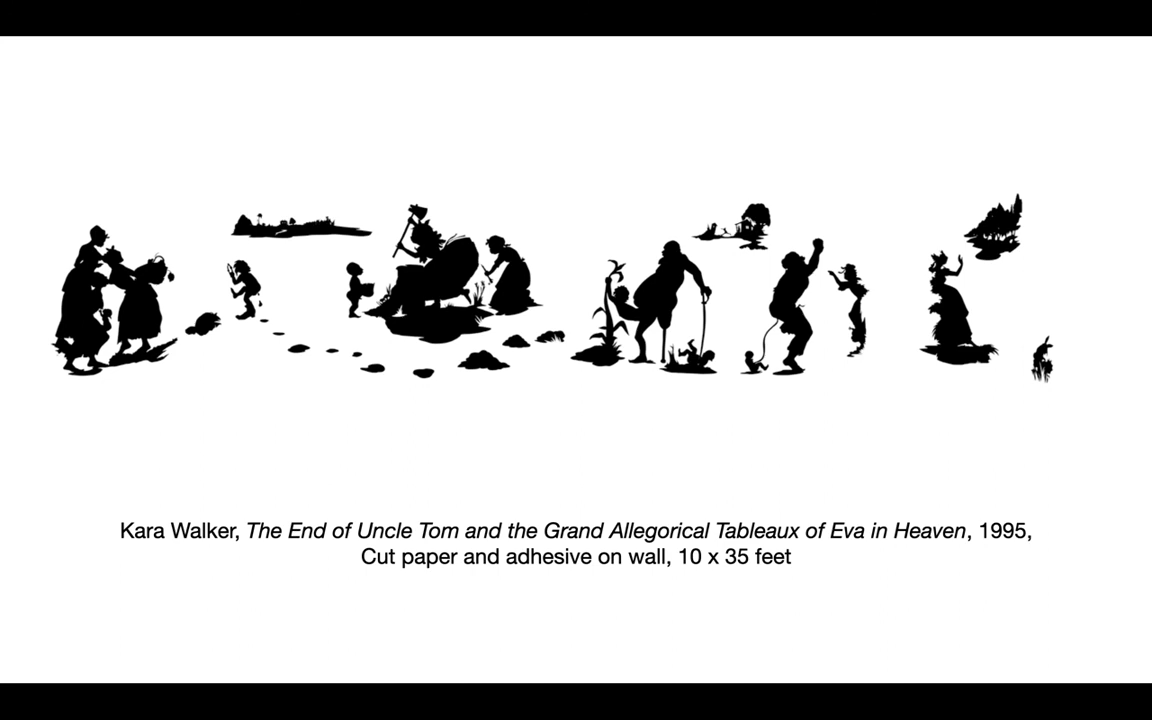 Kara Walker, The End of Uncle Tom and the Grand Allegorical Tableaux of Eva in Heaven, 1995,
Cut paper and adhesive on wall, 10 x 35 feet